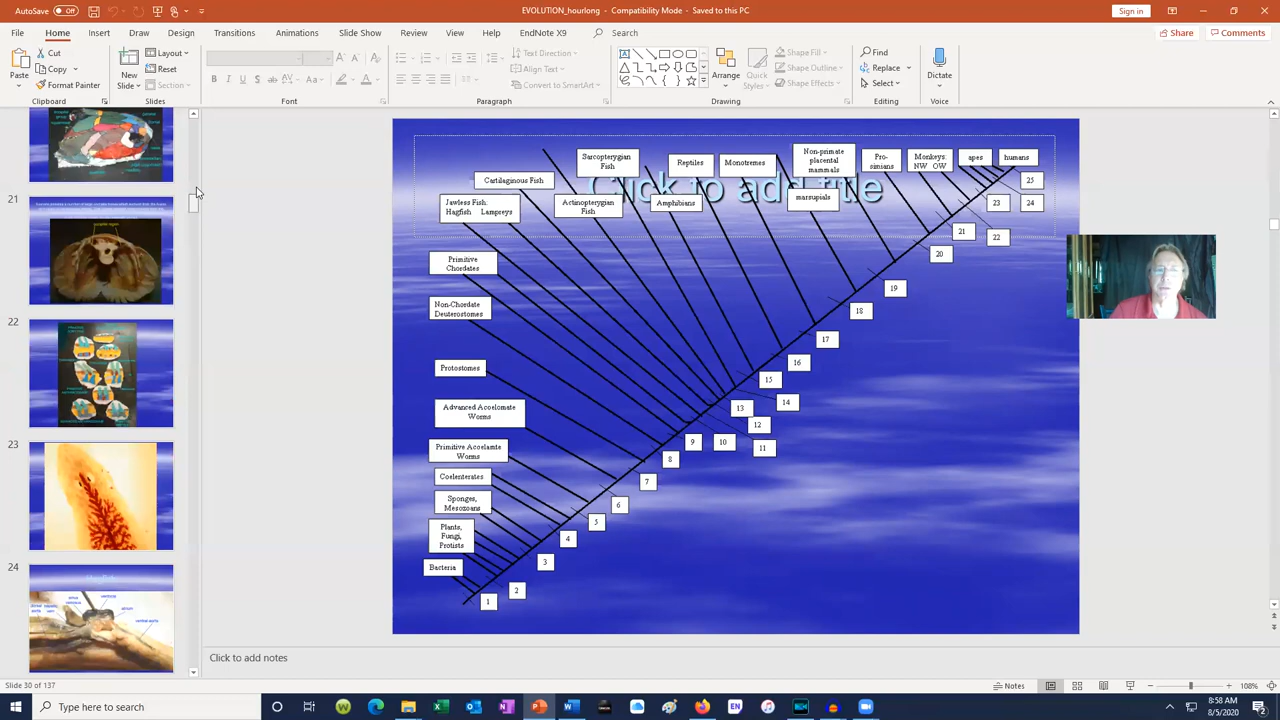 AutoSave Off
EVOLUTION_hourlong - Compatibility Mode - Saved to this PC
Sign in
File Home Insert Draw Design Transitions Animations Slide Show Review View Help EndNote X9 Search
Share Comments
Paste
Cut
Copy
Format Painter
Clipboard
New
Slide
Layout
Reset
Section
Slides
Font
Text Direction
Align Text
Convert to SmartArt
Paragraph
Arrange
Quick
Styles
Shape Fill
Shape Outline
Shape Effects
Drawing
Find
Replace
Select
Editing
Dictate
Voice
21
22
23
24
Click to add title
Sarcopterygian
Fish
Reptiles
Monotremes
Non-primate
placental
mammals
Pro-
simians
Monkeys:
NW OW
apes
humans
Cartilaginous Fish
Jawless Fish:
Hagfish Lampreys
Actinopterygian
Fish
Amphibians
marsupials
Primitive
Chordates
Non-Chordate
Deuterostomes
Protostomes
Advanced Acoelomate
Worms
Primitive Acoelamte
Worms
Coelenterates
Sponges,
Mesozoans
Plants,
Fungi,
Protists
Bacteria
25
23 24
21 22
20
19
18
17
16
15
14
13
12
11
9 10
8
7
6
5
4
3
2
1
Click to add notes
Slide 30 of 137
Notes
108%
Type here to search
8:58 AM
8/5/2020